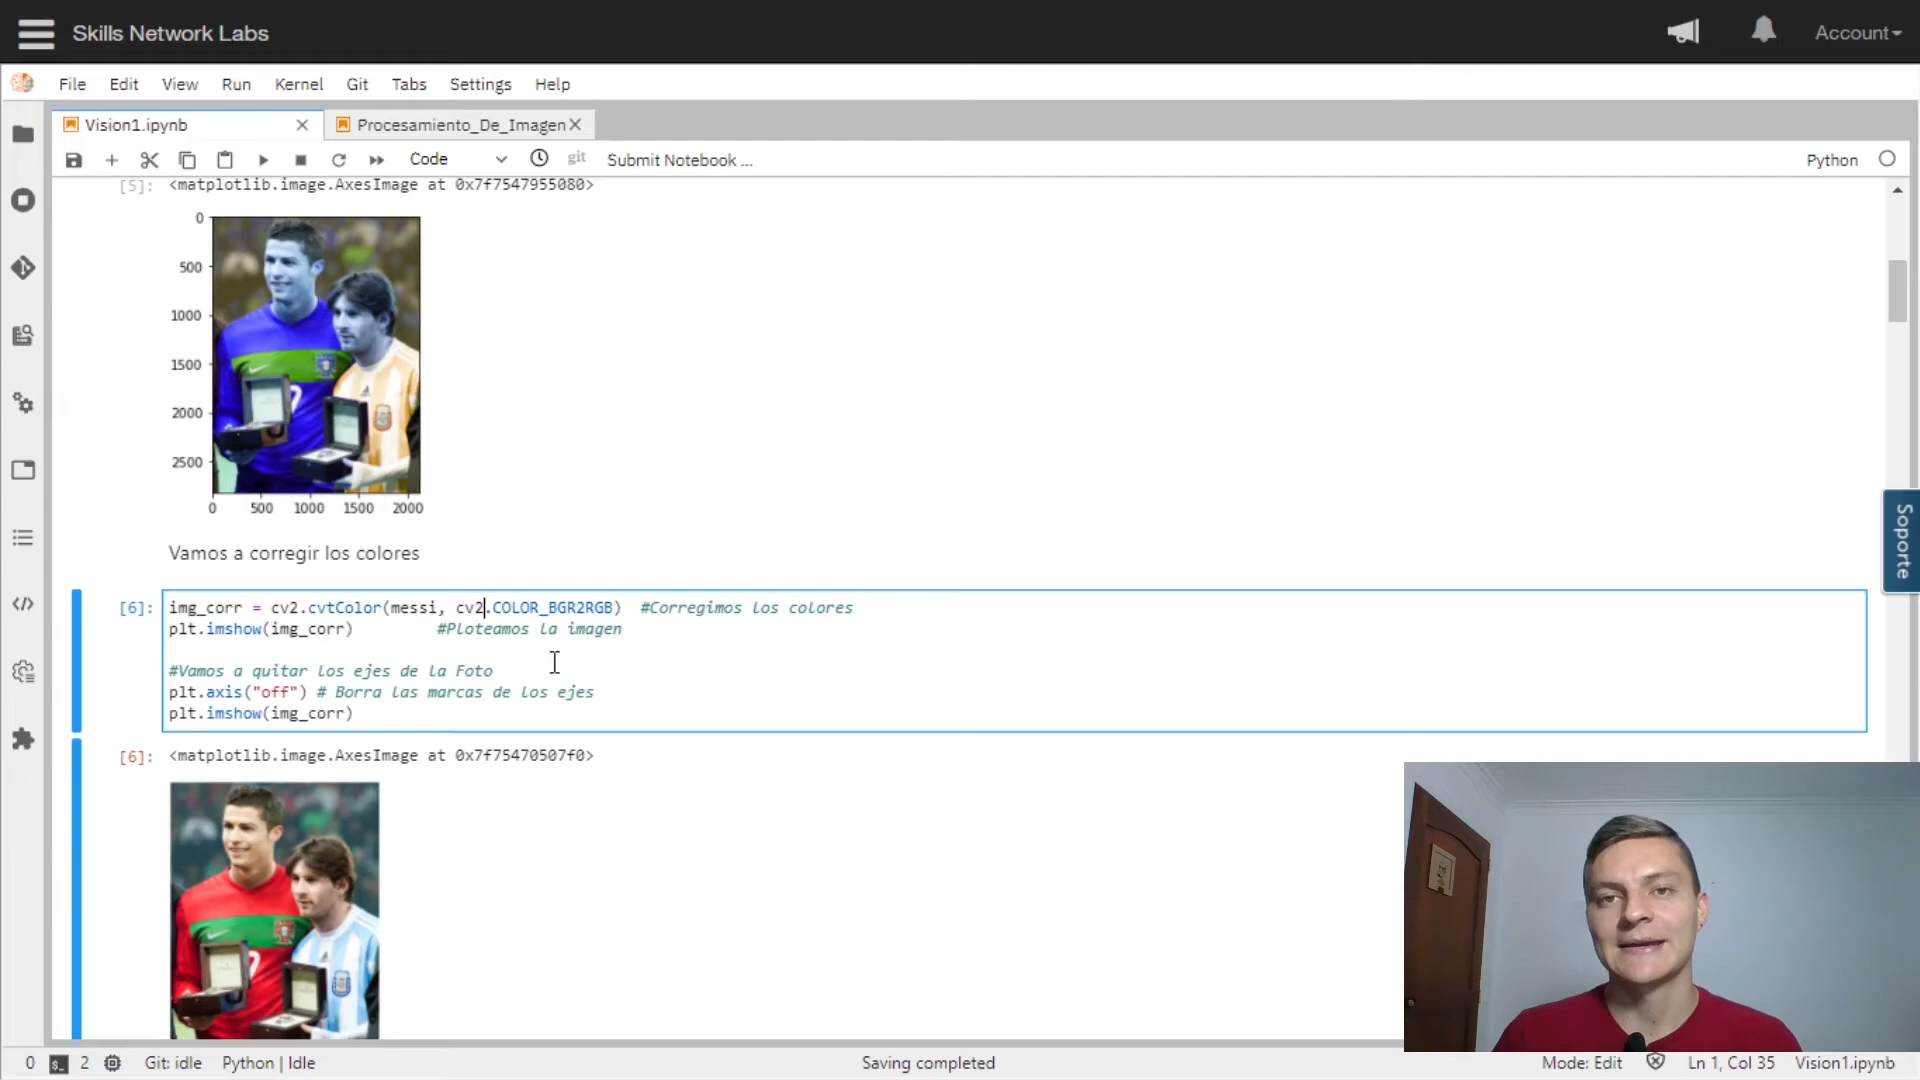 Skills Network Labs
Account
File Edit View Run Kernel Git Tabs Settings Help
Vision1.ipynb
Procesamiento_De_Imagen
Code
git
Submit Notebook ...
Python
[5]: <matplotlib.image.AxesImage at 0x7f7547955080>
0
500
1000
1500
2000
2500
0 500 1000 1500 2000
Vamos a corregir los colores
[6]: img_corr = cv2.cvtColor(messi, cv2.COLOR_BGR2RGB) #Corregimos los colores
plt.imshow(img_corr) #Ploteamos la imagen
#Vamos a quitar los ejes de la Foto
plt.axis("off") # Borra las marcas de los ejes
plt.imshow(img_corr)
[6]: <matplotlib.image.AxesImage at 0x7f75470507f0>
Soporte
0 2 Git: idle Python | Idle Saving completed Mode: Edit Ln 1, Col 35 Vision1.ipynb